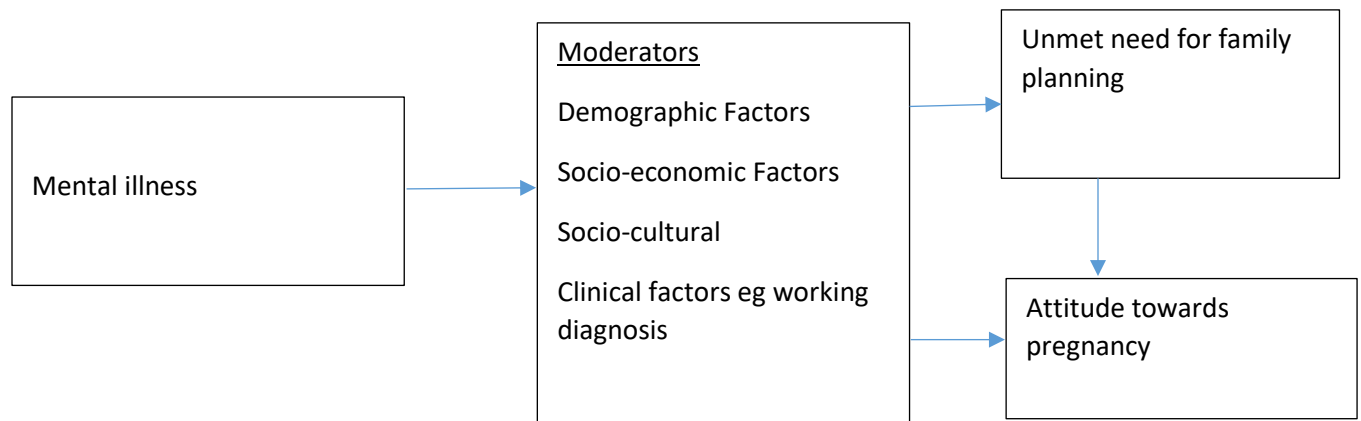 Mental illness
Moderators
Demographic Factors
Socio-economic Factors
Socio-cultural
Clinical factors eg working
diagnosis
Unmet need for family
planning
Attitude towards
pregnancy